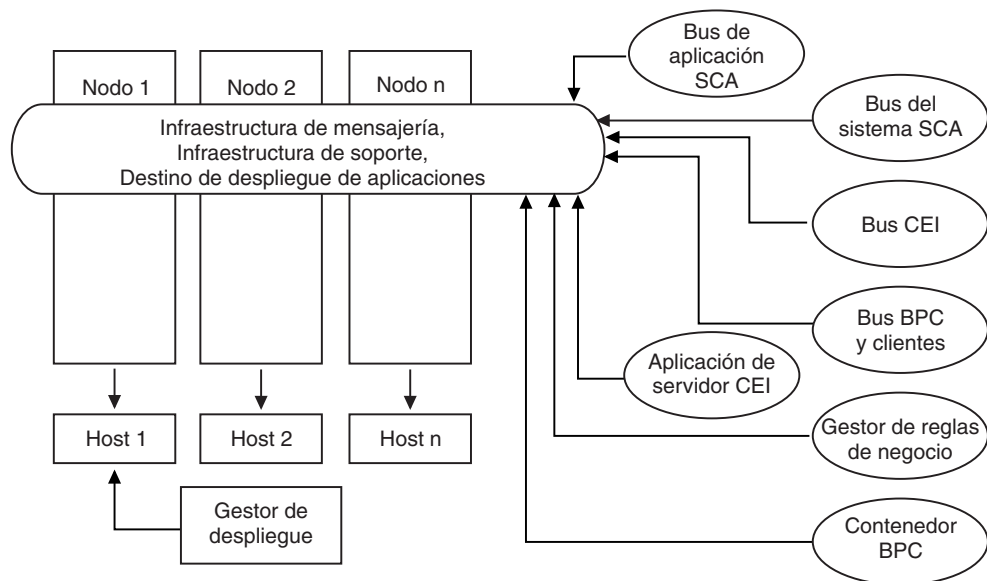 Bus de
aplicación
SCA
Nodo 1
Nodo 2
Nodo n
Bus del
sistema SCA
Infraestructura de mensajería,
Infraestructura de soporte,
Destino de despliegue de aplicaciones
Bus CEI
Bus BPC
y clientes
Aplicación de
servidor CEI
Host 1
Host 2
Host n
Gestor de reglas
de negocio
Gestor de
despliegue
Contenedor
BPC